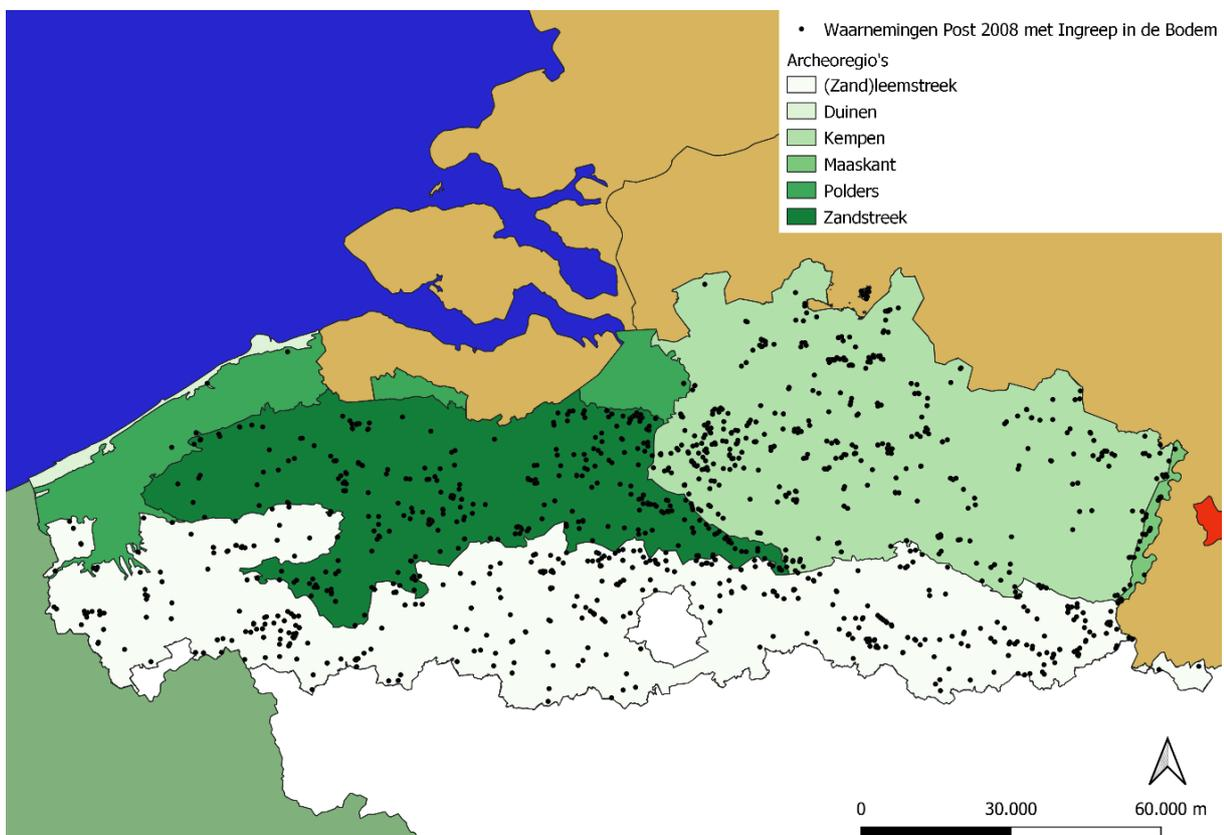 Waarnemingen Post 2008 met Ingreep in de Bodem
Archeoregio's
(Zand)leemstreek
Duinen
Kempen
Maaskant
Polders
Zandstreek
0 30.000 60.000 m